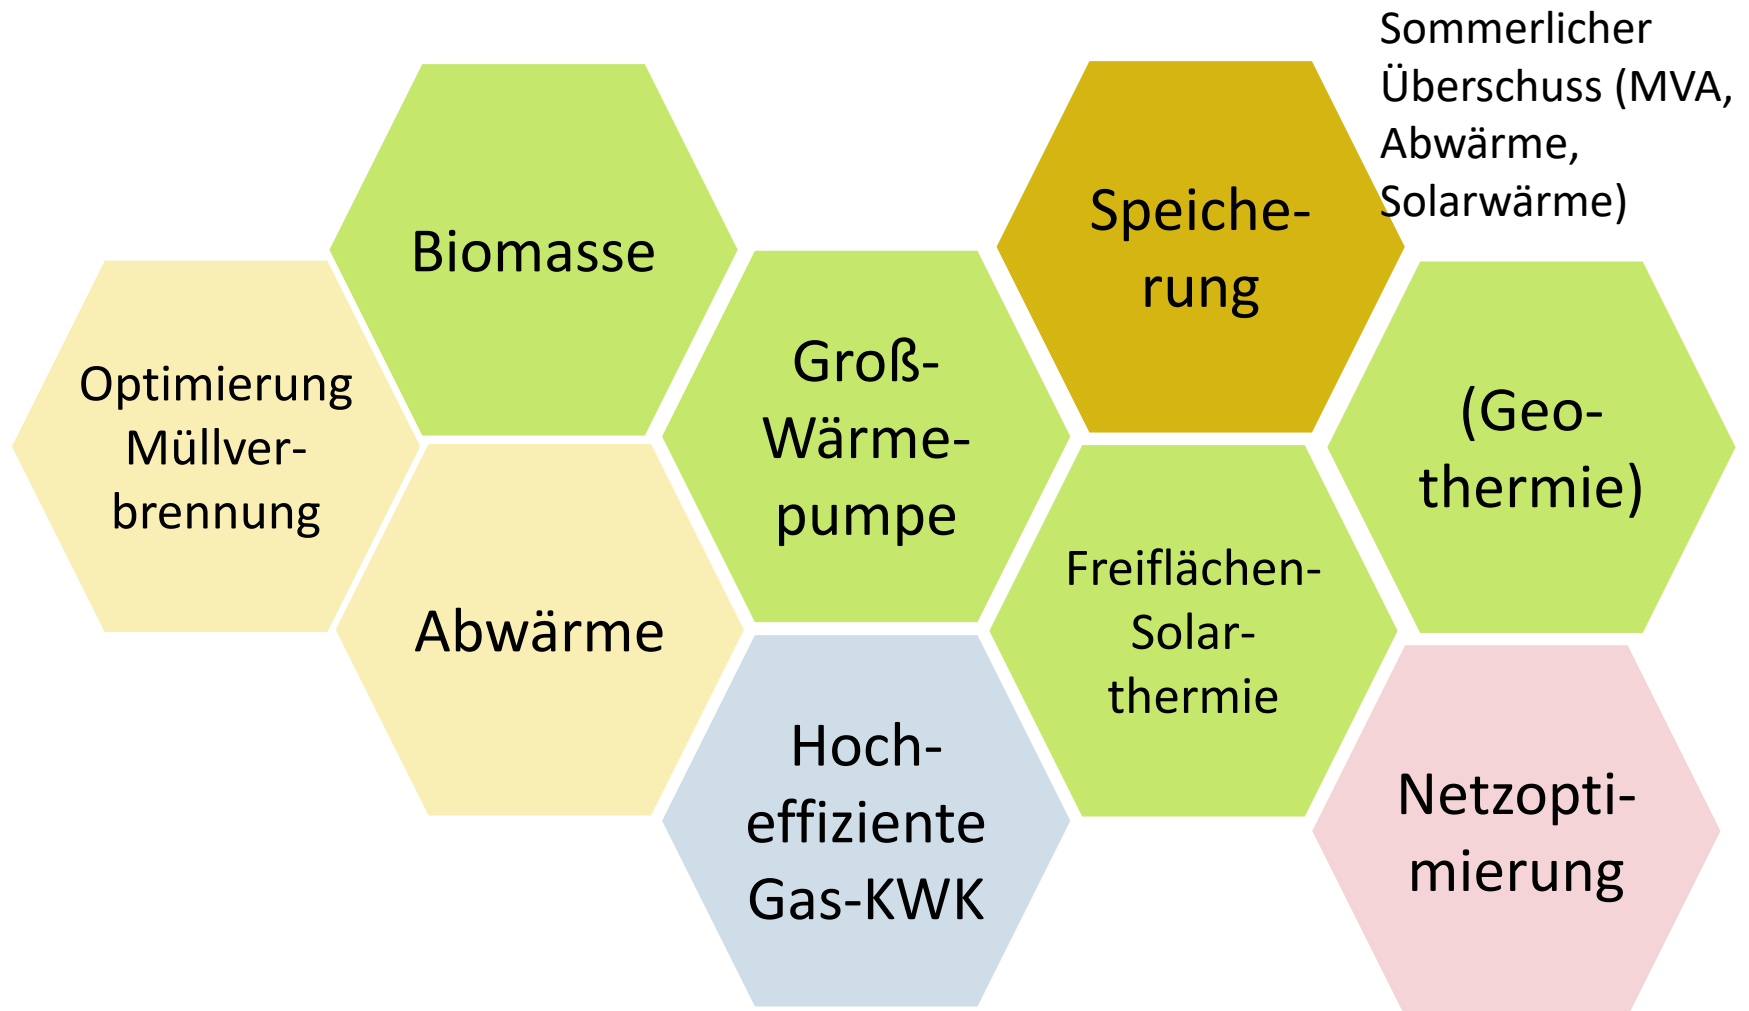 Sommerlicher
Überschuss (MVA,
Abwärme,
Solarwärme)
Biomasse
Speiche-
rung
Optimierung
Müllver-
brennung
Groß-
Wärme-
pumpe
(Geo-
thermie)
Abwärme
Freiflächen-
Solar-
thermie
Hoch-
effiziente
Gas-KWK
Netzopti-
mierung